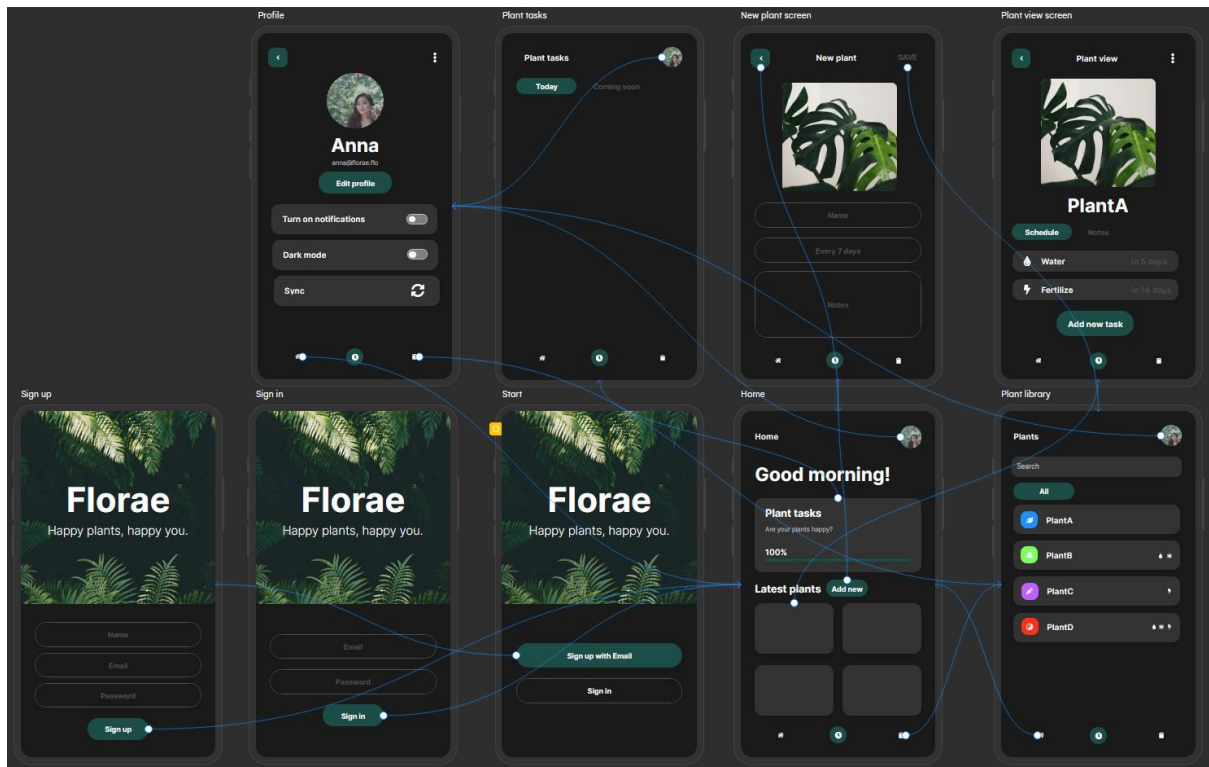 Profile
Anna
anna@florae.flo
Edit profile
Turn on notifications
Dark mode
Sync
Plant tasks
Plant tasks
Today
Coming soon
New plant screen
New plant
SAVE
Name
Every 7 days
Notes
Plant view screen
Plant view
PlantA
Schedule
Notes
Water
in 5 days
Fertilize
in 14 days
Add new task
Sign up
Florae
Happy plants, happy you.
Name
Email
Password
Sign up
Sign in
Florae
Happy plants, happy you.
Email
Password
Sign in
Start
Florae
Happy plants, happy you.
Sign up with Email
Sign in
Home
Home
Good morning!
Plant tasks
Are your plants happy?
100%
Latest plants
Add new
Plant library
Plants
Search
All
PlantA
PlantB
PlantC
PlantD